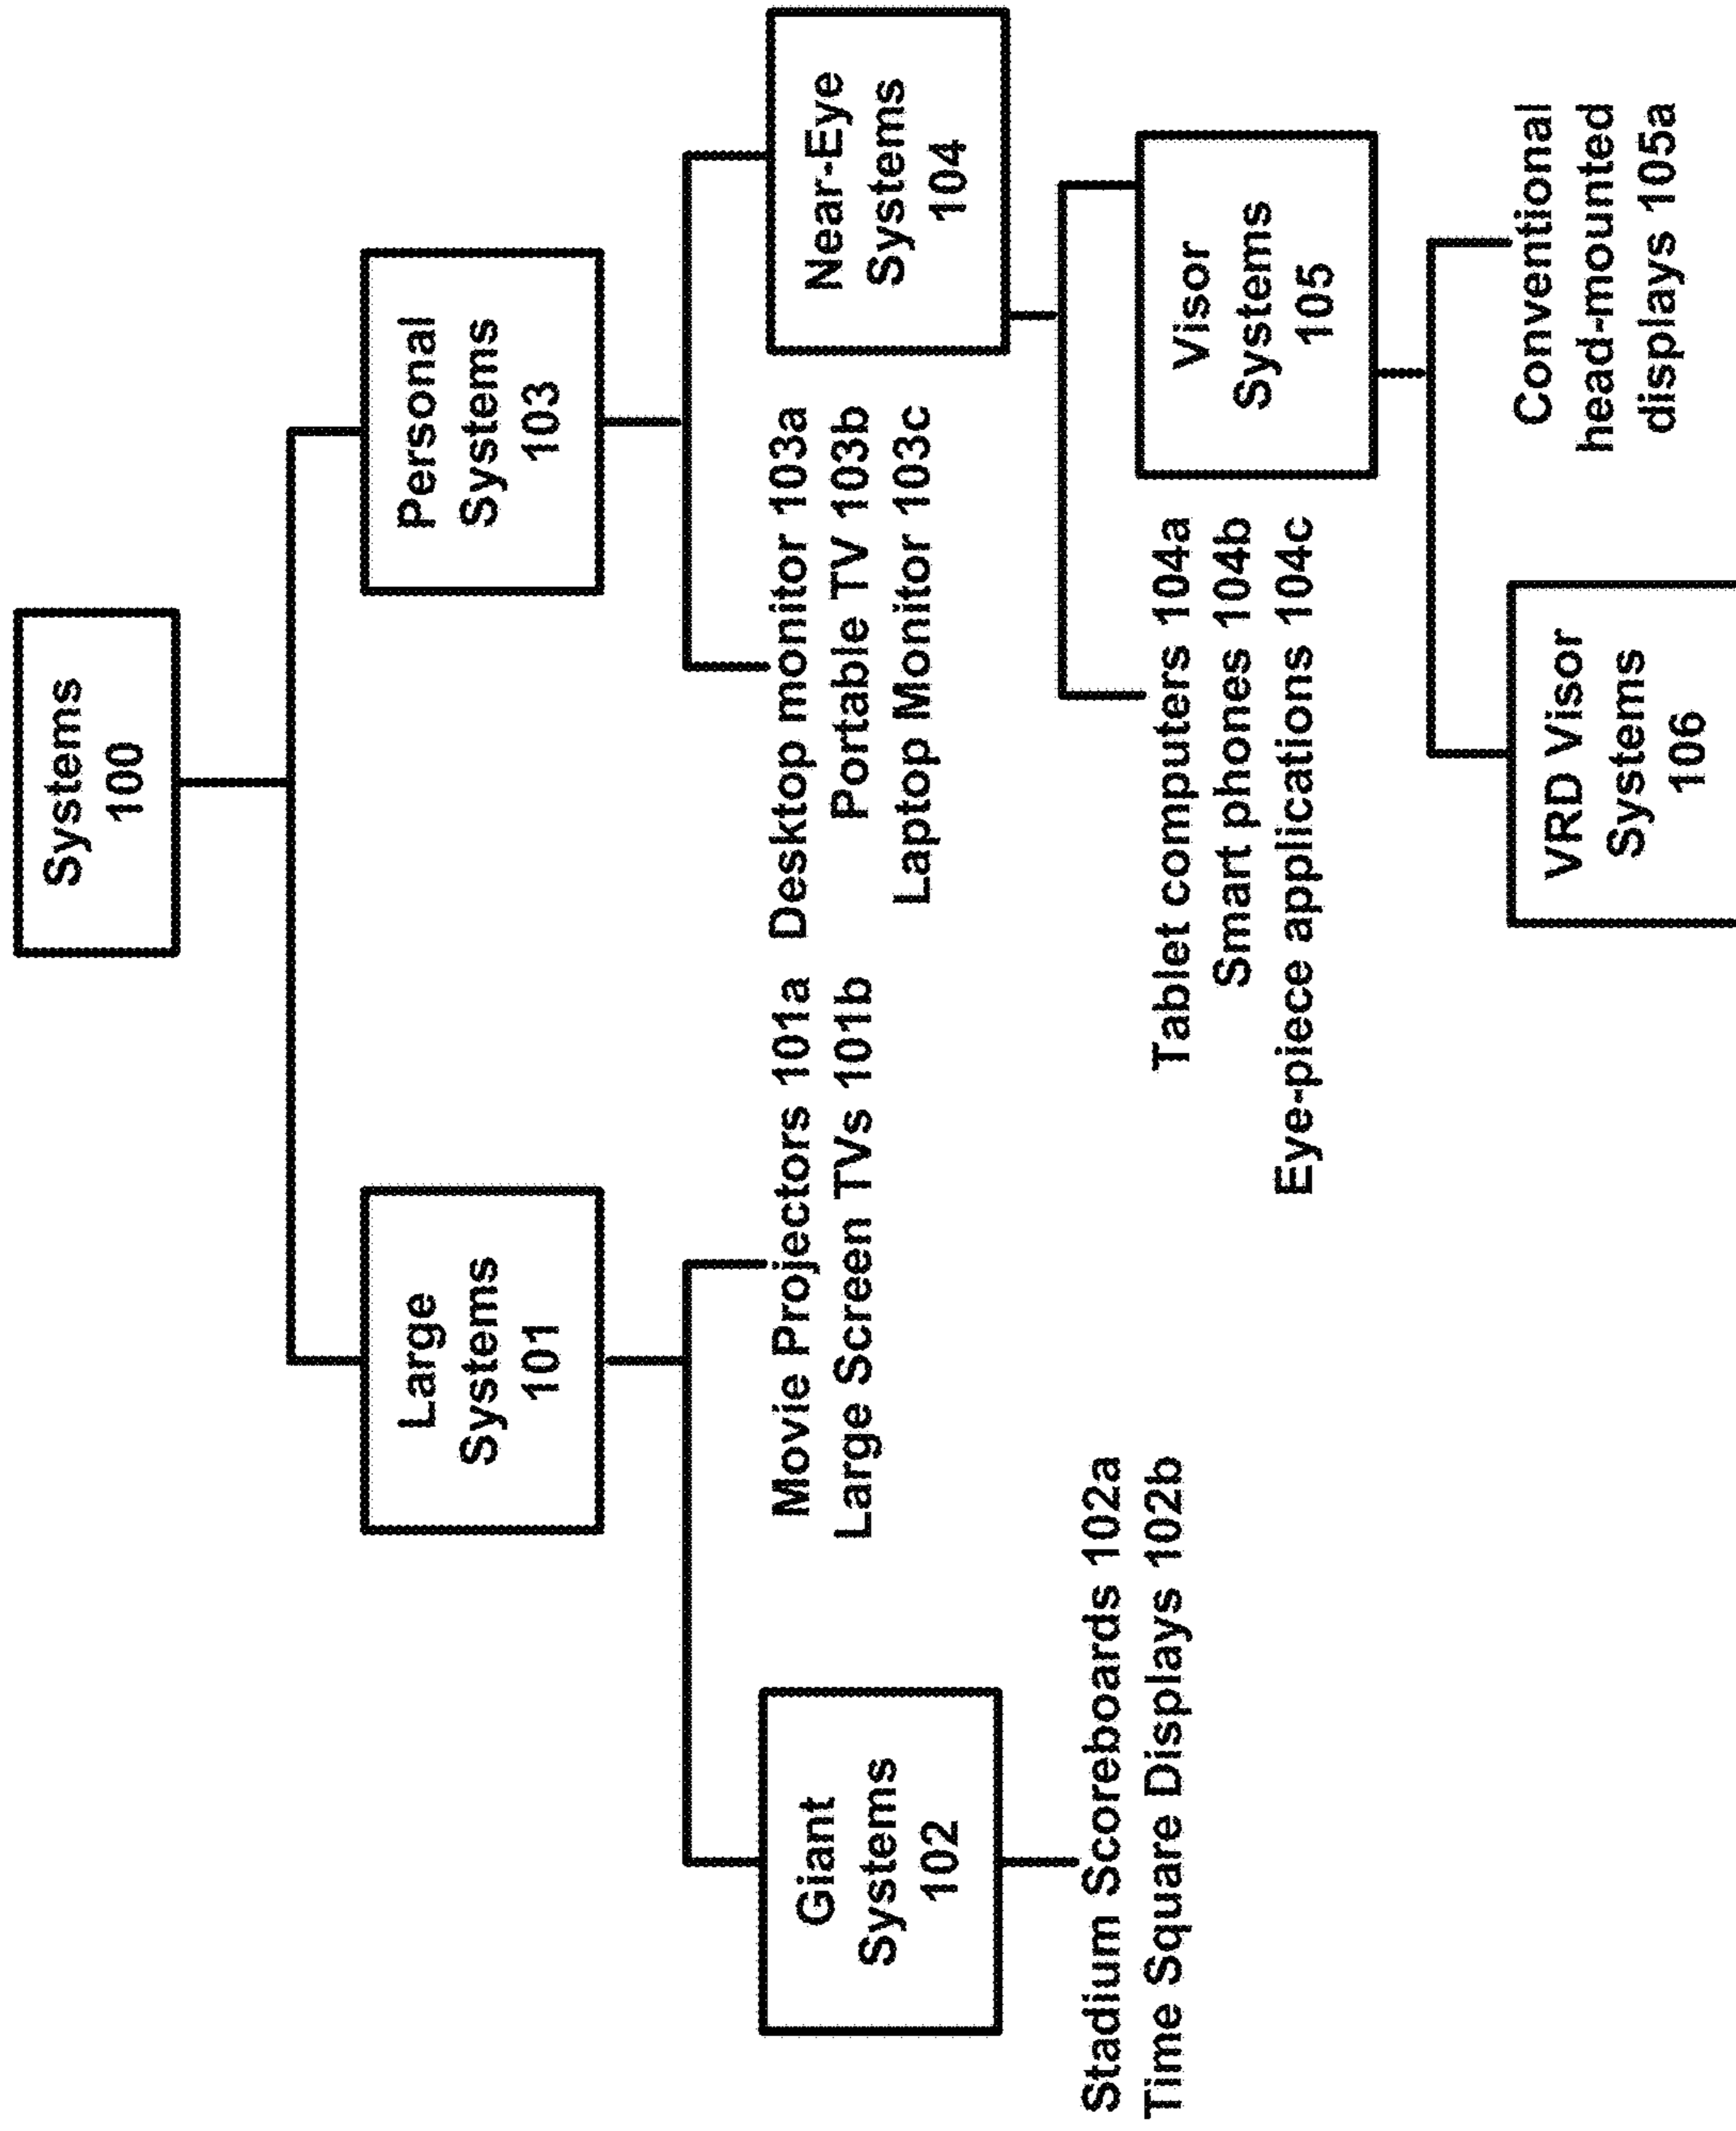 Systems
100
Large
Systems
101
Personal
Systems
103
Giant
Systems
102
Movie Projectors 101a
Large Screen TVs 101b
Desktop monitor 103a
Portable TV 103b
Laptop Monitor 103c
Near-Eye
Systems
104
Stadium Scoreboards 102a
Time Square Displays 102b
Tablet computers 104a
Smart phones 104b
Eye-piece applications 104c
Visor
Systems
105
VRD Visor
Systems
106
Conventional
head-mounted
displays 105a